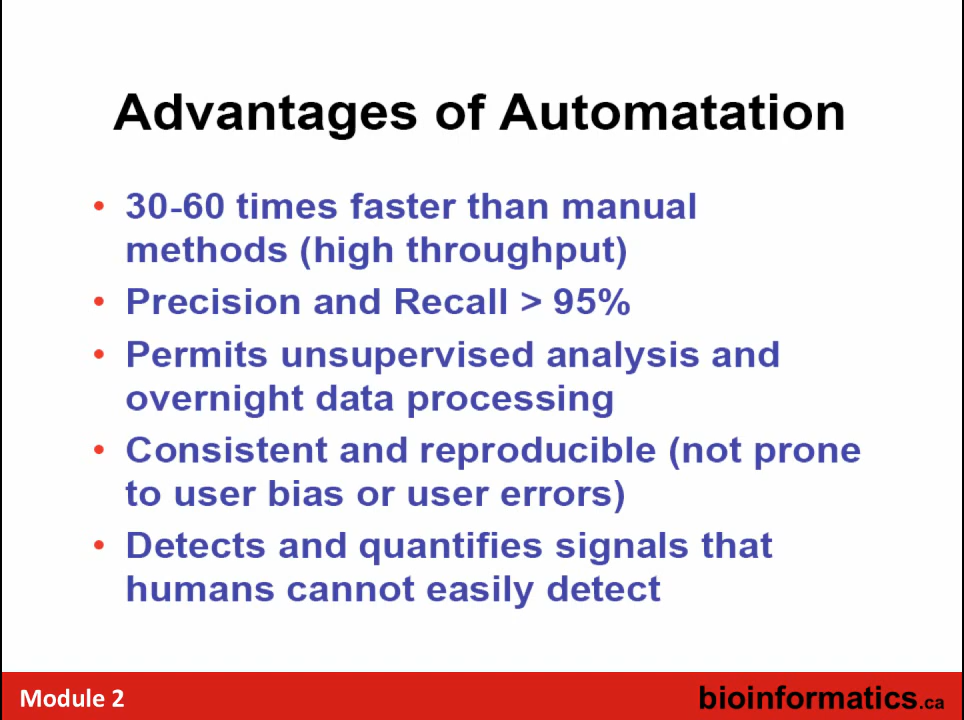 Advantages of Automatation
• 30-60 times faster than manual
methods (high throughput)
• Precision and Recall > 95%
• Permits unsupervised analysis and
overnight data processing
• Consistent and reproducible (not prone
to user bias or user errors)
• Detects and quantifies signals that
humans cannot easily detect
Module 2
bioinformatics.ca